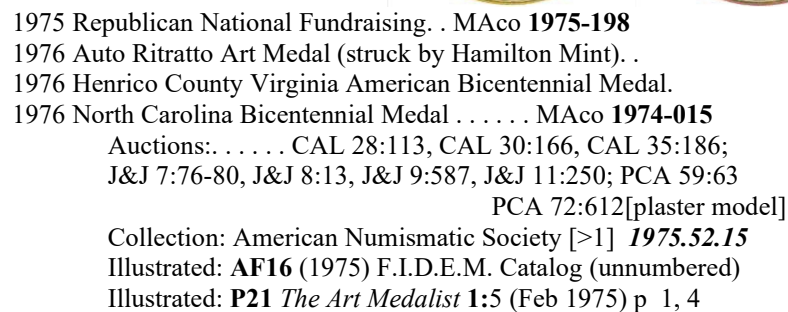 1975 Republican National Fundraising. . MAco 1975-198
1976 Auto Ritratto Art Medal (struck by Hamilton Mint). .
1976 Henrico County Virginia American Bicentennial Medal.
1976 North Carolina Bicentennial Medal . . . . . . MAco 1974-015
Auctions:. . . . . . CAL 28:113, CAL 30:166, CAL 35:186;
J&J 7:76-80, J&J 8:13, J&J 9:587, J&J 11:250; PCA 59:63
PCA 72:612[plaster model]
Collection: American Numismatic Society [>1] 1975.52.15
Illustrated: AF16 (1975) F.I.D.E.M. Catalog (unnumbered)
Illustrated: P21 The Art Medalist 1:5 (Feb 1975) p 1, 4